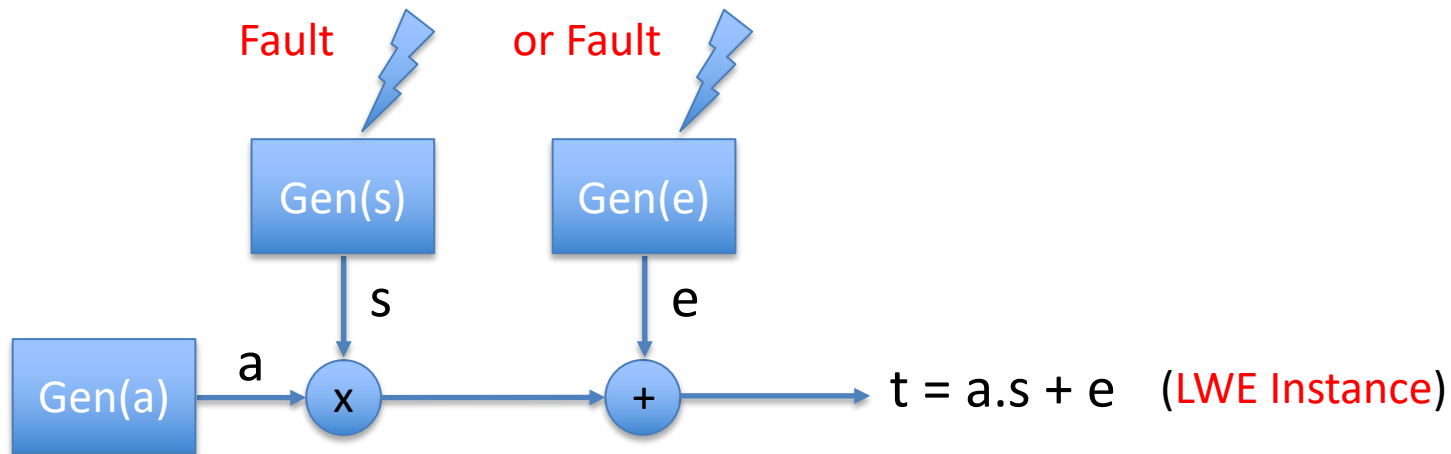 Fault
or Fault
Gen(s)
Gen(e)
s
e
Gen(a)
a
x
+
t = a.s + e (LWE Instance)